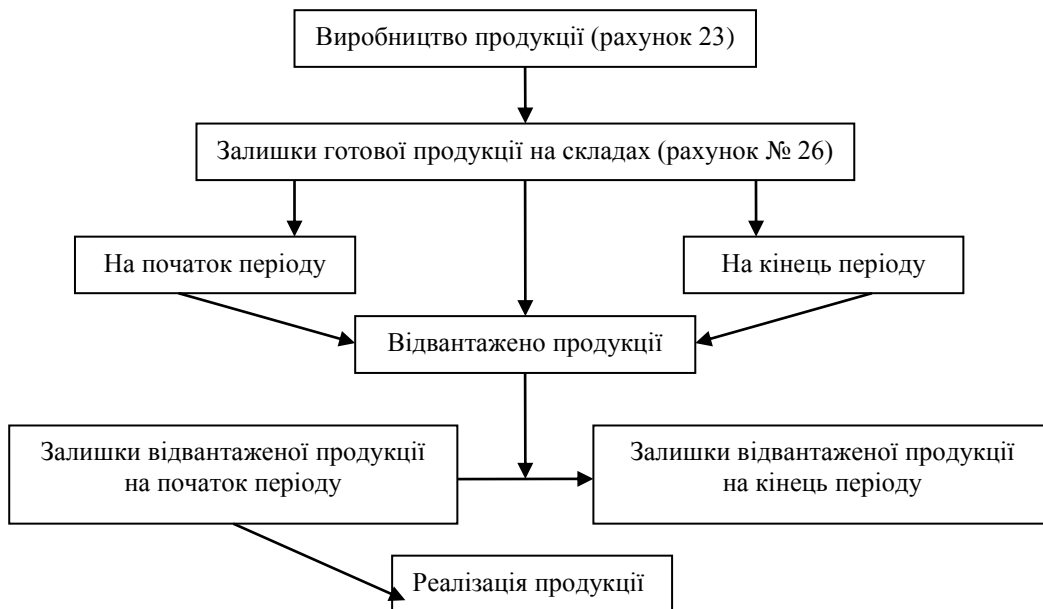 Виробництво продукції (рахунок 23)
Залишки готової продукції на складах (рахунок № 26)
На початок періоду
На кінець періоду
Відвантажено продукції
Залишки відвантаженої продукції
на початок періоду
Залишки відвантаженої продукції
на кінець періоду
Реалізація продукції